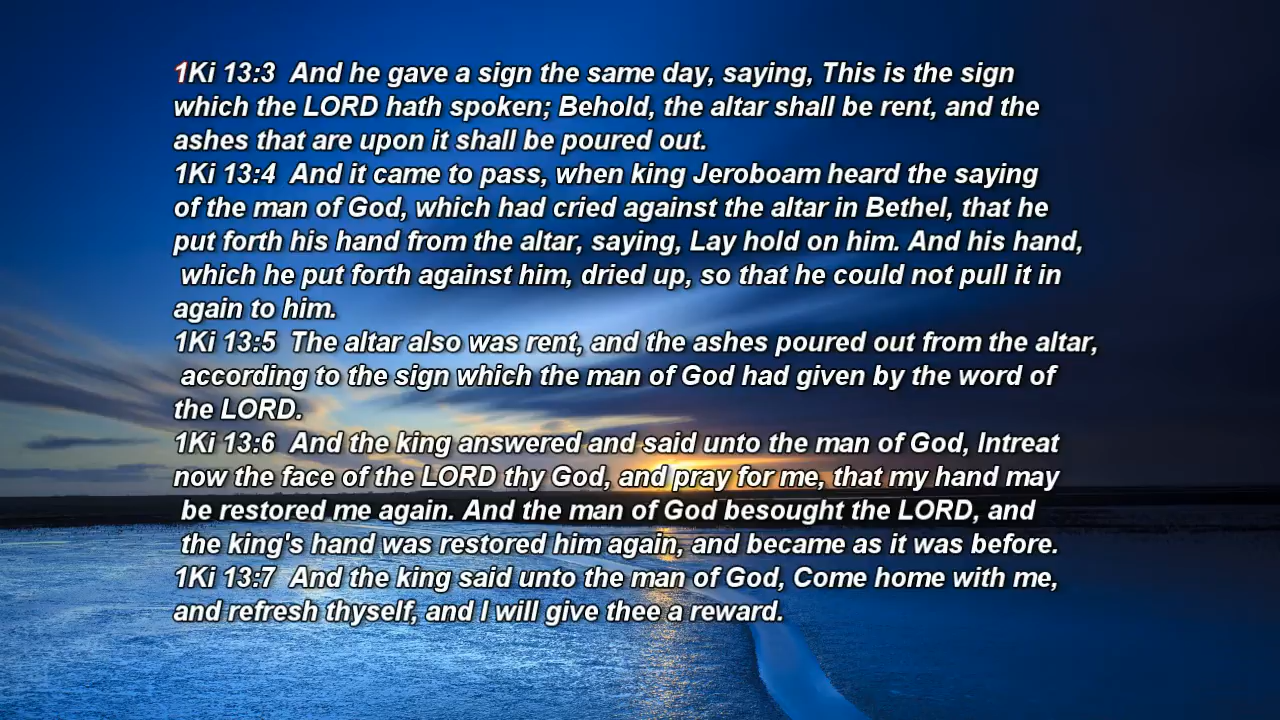 1Ki 13:3 And he gave a sign the same day, saying, This is the sign
which the LORD hath spoken; Behold, the altar shall be rent, and the
ashes that are upon it shall be poured out.
1Ki 13:4 And it came to pass, when king Jeroboam heard the saying
of the man of God, which had cried against the altar in Bethel, that he
put forth his hand from the altar, saying, Lay hold on him. And his hand,
which he put forth against him, dried up, so that he could not pull it in
again to him.
1Ki 13:5 The altar also was rent, and the ashes poured out from the altar,
according to the sign which the man of God had given by the word of
the LORD.
1Ki 13:6 And the king answered and said unto the man of God, Intreat
now the face of the LORD thy God, and pray for me, that my hand may
be restored me again. And the man of God besought the LORD, and
the king's hand was restored him again, and became as it was before.
1Ki 13:7 And the king said unto the man of God, Come home with me,
and refresh thyself, and I will give thee a reward.